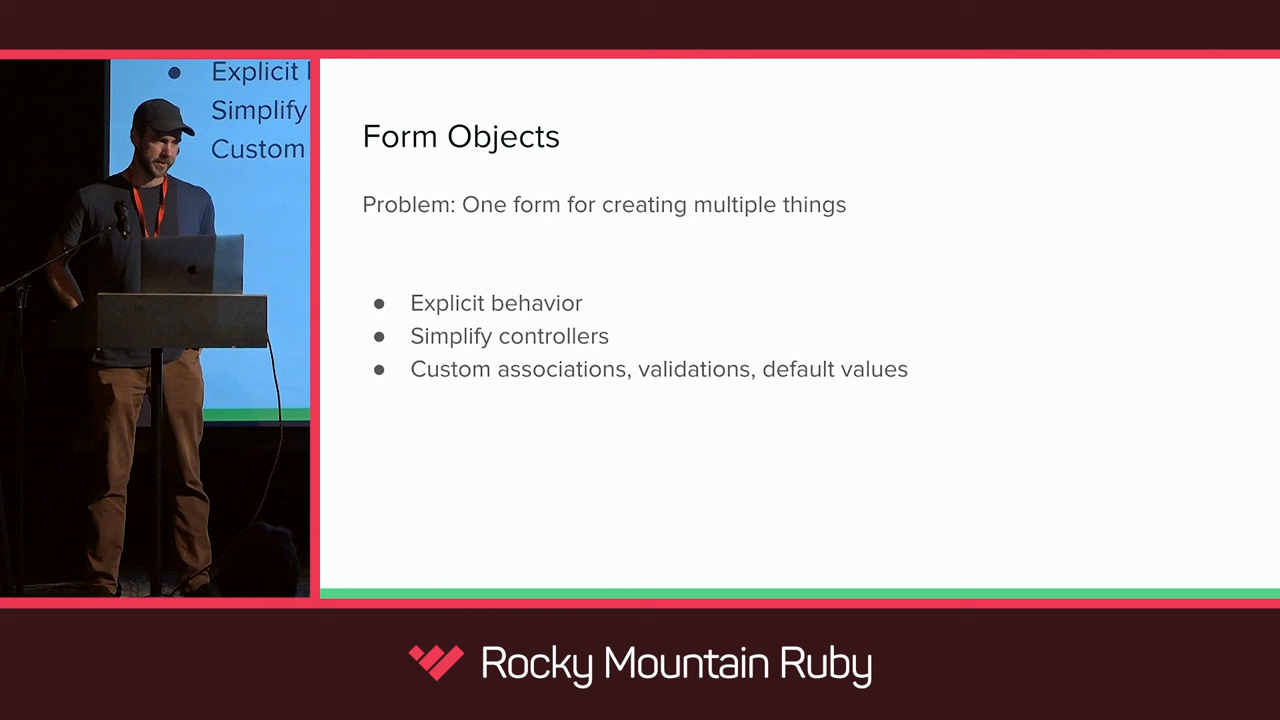 Explicit
Simplify
Custom
Form Objects
Problem: One form for creating multiple things
● Explicit behavior
● Simplify controllers
● Custom associations, validations, default values
Rocky Mountain Ruby